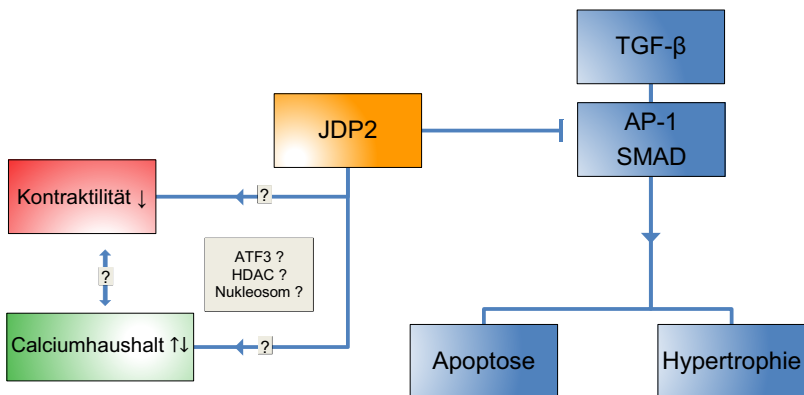 TGF-β
JDP2
AP-1
SMAD
Kontraktilität ↓
?
ATF3 ?
HDAC ?
Nukleosom ?
?
Calciumhaushalt ↑↓
?
Apoptose
Hypertrophie